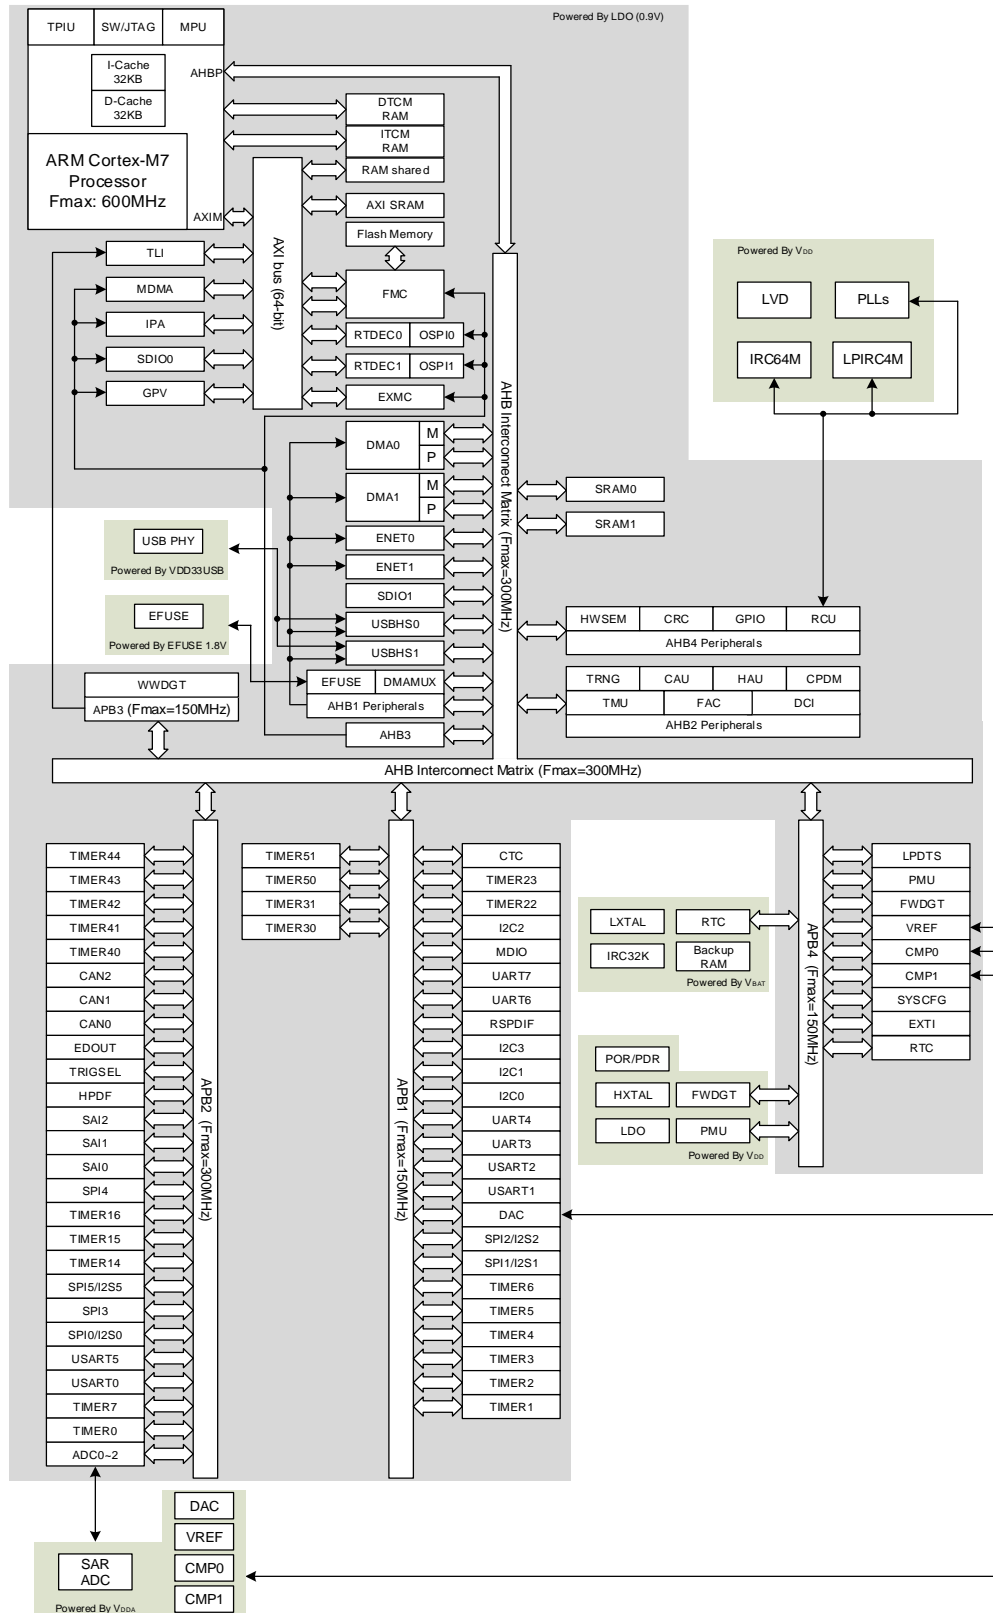 Powered By LDO (0.9V)
TPIU
SW/JTAG
MPU
I-Cache
32KB
D-Cache
32KB
AHBP
ARM Cortex-M7
Processor
Fmax: 600MHz
AXIM
DTCM
RAM
ITCM
RAM
RAM shared
AXI SRAM
Flash Memory
FMC
RTDEC0
OSPI0
RTDEC1
OSPI1
EXMC
AXI bus (64-bit)
TLI
MDMA
IPA
SDIO0
GPV
AHB Interconnect Matrix (Fmax=300MHz)
Powered By VDD
LVD
PLLs
IRC64M
LPIRC4M
DMA0
M
P
DMA1
M
P
ENET0
ENET1
SDIO1
USBHS0
USBHS1
EFUSE
DMAMUX
AHB1 Peripherals
AHB3
SRAM0
SRAM1
USB PHY
Powered By VDD33USB
EFUSE
Powered By EFUSE 1.8V
HWSEM
CRC
GPIO
RCU
AHB4 Peripherals
TRNG
CAU
HAU
CPDM
TMU
FAC
DCI
AHB2 Peripherals
WWDGT
APB3 (Fmax=150MHz)
AHB Interconnect Matrix (Fmax=300MHz)
TIMER44
TIMER43
TIMER42
TIMER41
TIMER40
CAN2
CAN1
CAN0
EDOUT
TRIGSEL
HPDF
SAI2
SAI1
SAI0
SPI4
TIMER16
TIMER15
TIMER14
SPI5/I2S5
SPI3
SPI0/I2S0
USART5
USART0
TIMER7
TIMER0
ADC0~2
APB2 (Fmax=300MHz)
TIMER51
TIMER50
TIMER31
TIMER30
APB1 (Fmax=150MHz)
CTC
TIMER23
TIMER22
I2C2
MDIO
UART7
UART6
RSPDIF
I2C3
I2C1
I2C0
UART4
UART3
USART2
USART1
DAC
SPI2/I2S2
SPI1/I2S1
TIMER6
TIMER5
TIMER4
TIMER3
TIMER2
TIMER1
LXTAL
RTC
IRC32K
Backup
RAM
Powered By VBAT
POR/PDR
HXTAL
FWDGT
LDO
PMU
Powered By VDD
APB4 (Fmax=150MHz)
LPDTS
PMU
FWDGT
VREF
CMP0
CMP1
SYSCFG
EXTI
RTC
SAR
ADC
Powered By VDDA
DAC
VREF
CMP0
CMP1